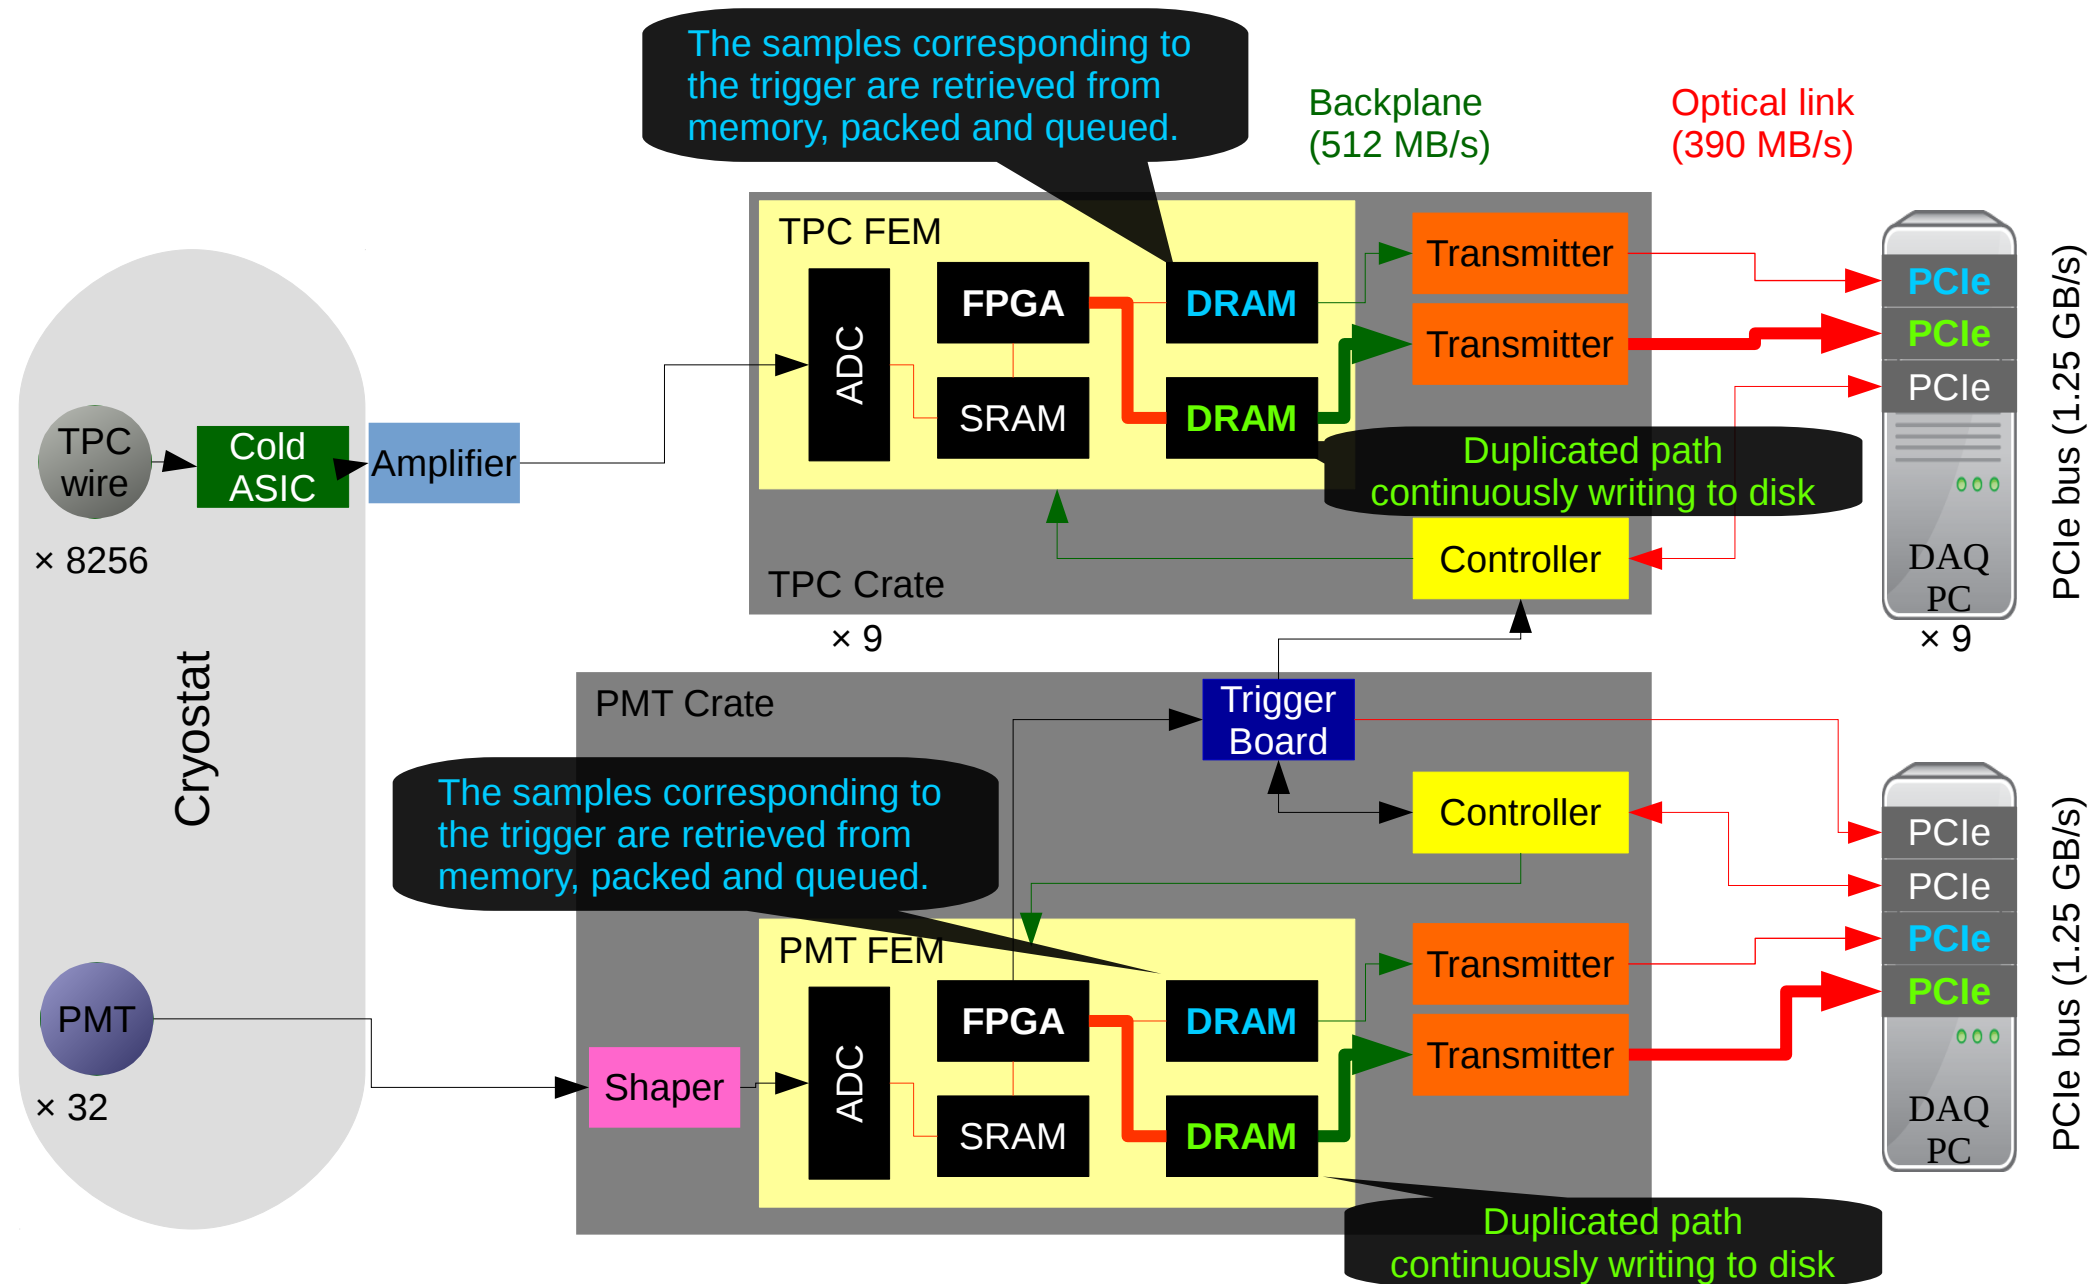 The samples corresponding to
the trigger are retrieved from
memory, packed and queued.
Backplane
(512 MB/s)
Optical link
(390 MB/s)
TPC FEM
ADC
FPGA
SRAM
DRAM
DRAM
Transmitter
Transmitter
PCIe
PCIe
PCIe
PCIe bus (1.25 GB/s)
TPC
wire
Cold
ASIC
Amplifier
× 8256
Duplicated path
continuously writing to disk
Controller
TPC Crate
× 9
DAQ
PC
× 9
Cryostat
PMT Crate
Trigger
Board
The samples corresponding to
the trigger are retrieved from
memory, packed and queued.
Controller
PCIe
PCIe
PCIe
PCIe
PCIe bus (1.25 GB/s)
PMT FEM
PMT
× 32
Shaper
ADC
FPGA
SRAM
DRAM
DRAM
Transmitter
Transmitter
DAQ
PC
Duplicated path
continuously writing to disk